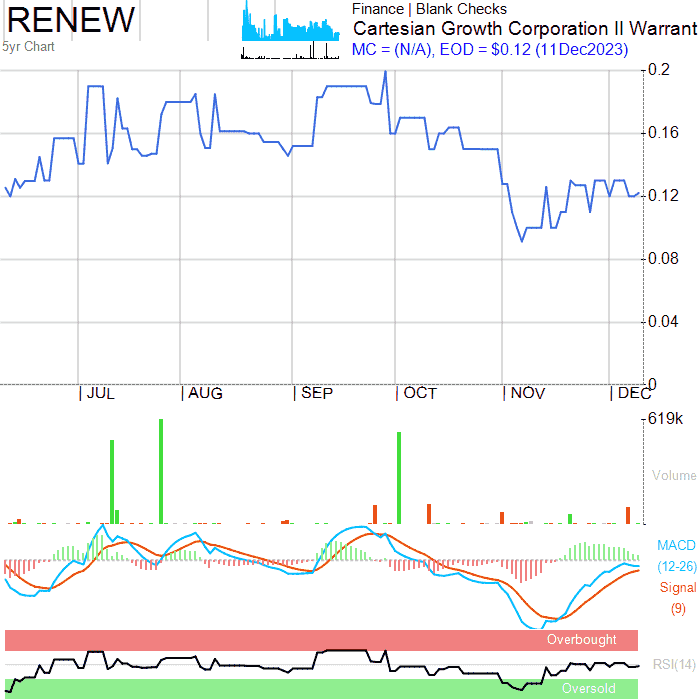 RENEW
5yr Chart
Finance | Blank Checks
Cartesian Growth Corporation II Warrant
MC = (N/A), EOD = $0.12 (11Dec2023)
0.2
0.16
0.12
0.08
0.04
0
JUL AUG SEP OCT NOV DEC
619k
Volume
MACD
(12-26)
Signal
(9)
Overbought
RSI(14)
Oversold